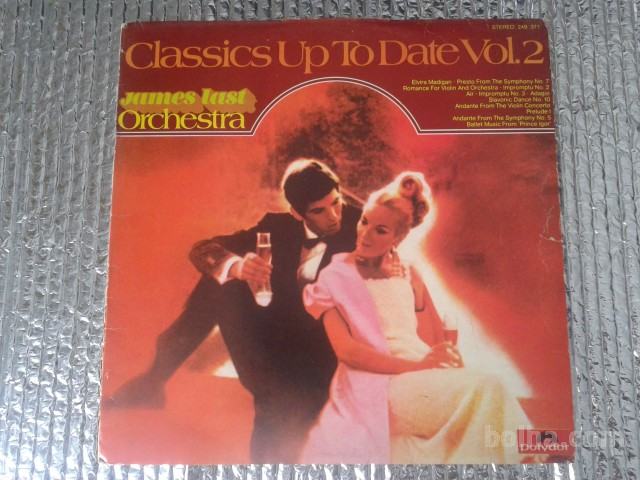 STEREO 249 371
Classics Up To Date Vol. 2
james last
Orchestra
Elvira Madigan · Presto From The Symphony No. 7
Romance For Violin And Orchestra · Impromptu No. 2
Air · Impromptu No. 3 · Adagio
Slavonic Dance No. 10
Andante From The Violin Concerto
Prelude I
Andante From The Symphony No. 5
Ballet Music From 'Prince Igor'
bolha.com
Polydor